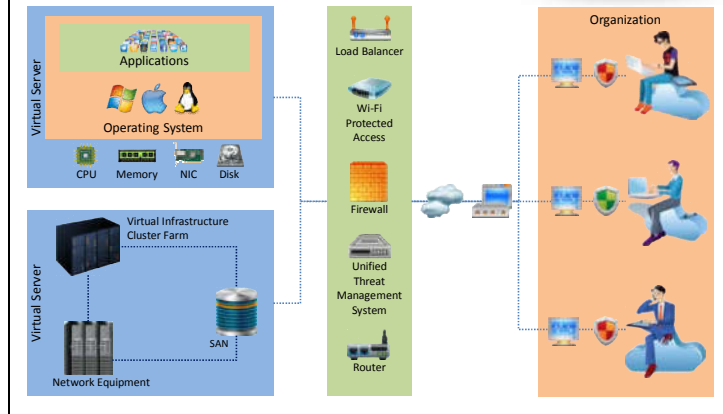 Virtual Server
Applications
Operating System
CPU
Memory
NIC
Disk
Virtual Server
Virtual Infrastructure
Cluster Farm
SAN
Network Equipment
Load Balancer
Wi-Fi
Protected
Access
Firewall
Unified
Threat
Management
System
Router
Organization